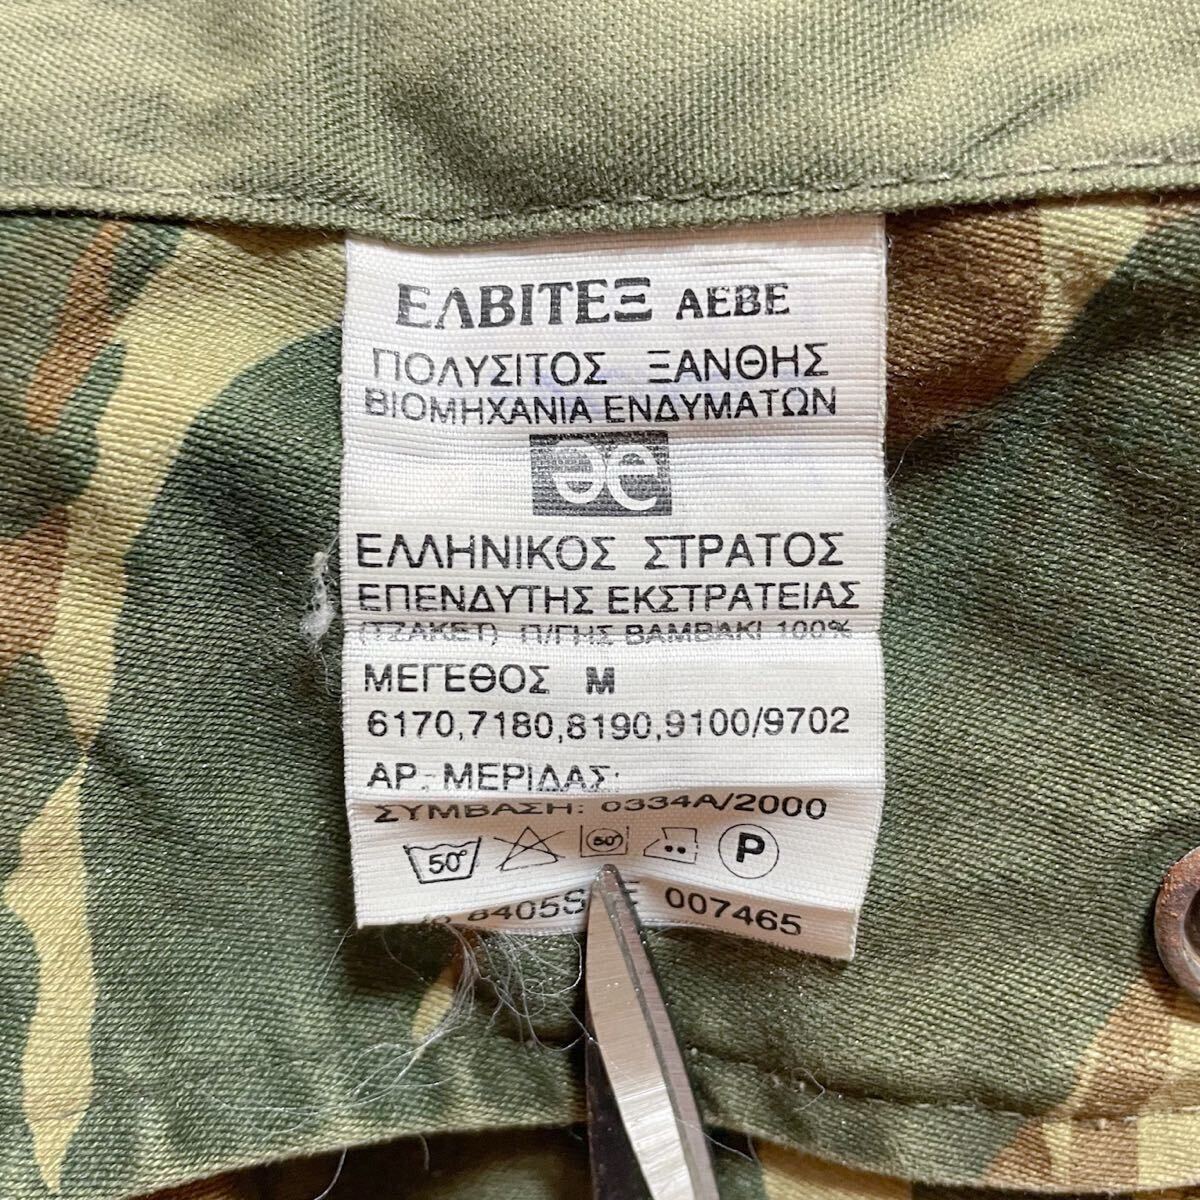 ΕΛΒΙΤΕΞ ΑΕΒΕ
ΠΟΛΥΣΙΤΟΣ ΞΑΝΘΗΣ
ΒΙΟΜΗΧΑΝΙΑ ΕΝΔΥΜΑΤΩΝ
ΕΛΛΗΝΙΚΟΣ ΣΤΡΑΤΟΣ
ΕΠΕΝΔΥΤΗΣ ΕΚΣΤΡΑΤΕΙΑΣ
(ΤΖΑΚΕΤ) Π/ΓΗΣ ΒΑΜΒΑΚΙ 100%
ΜΕΓΕΘΟΣ Μ
6170,7180,8190,9100/9702
ΑΡ. ΜΕΡΙΔΑΣ:
ΣΥΜΒΑΣΗ: 0334Α/2000
50° 50° P
007465